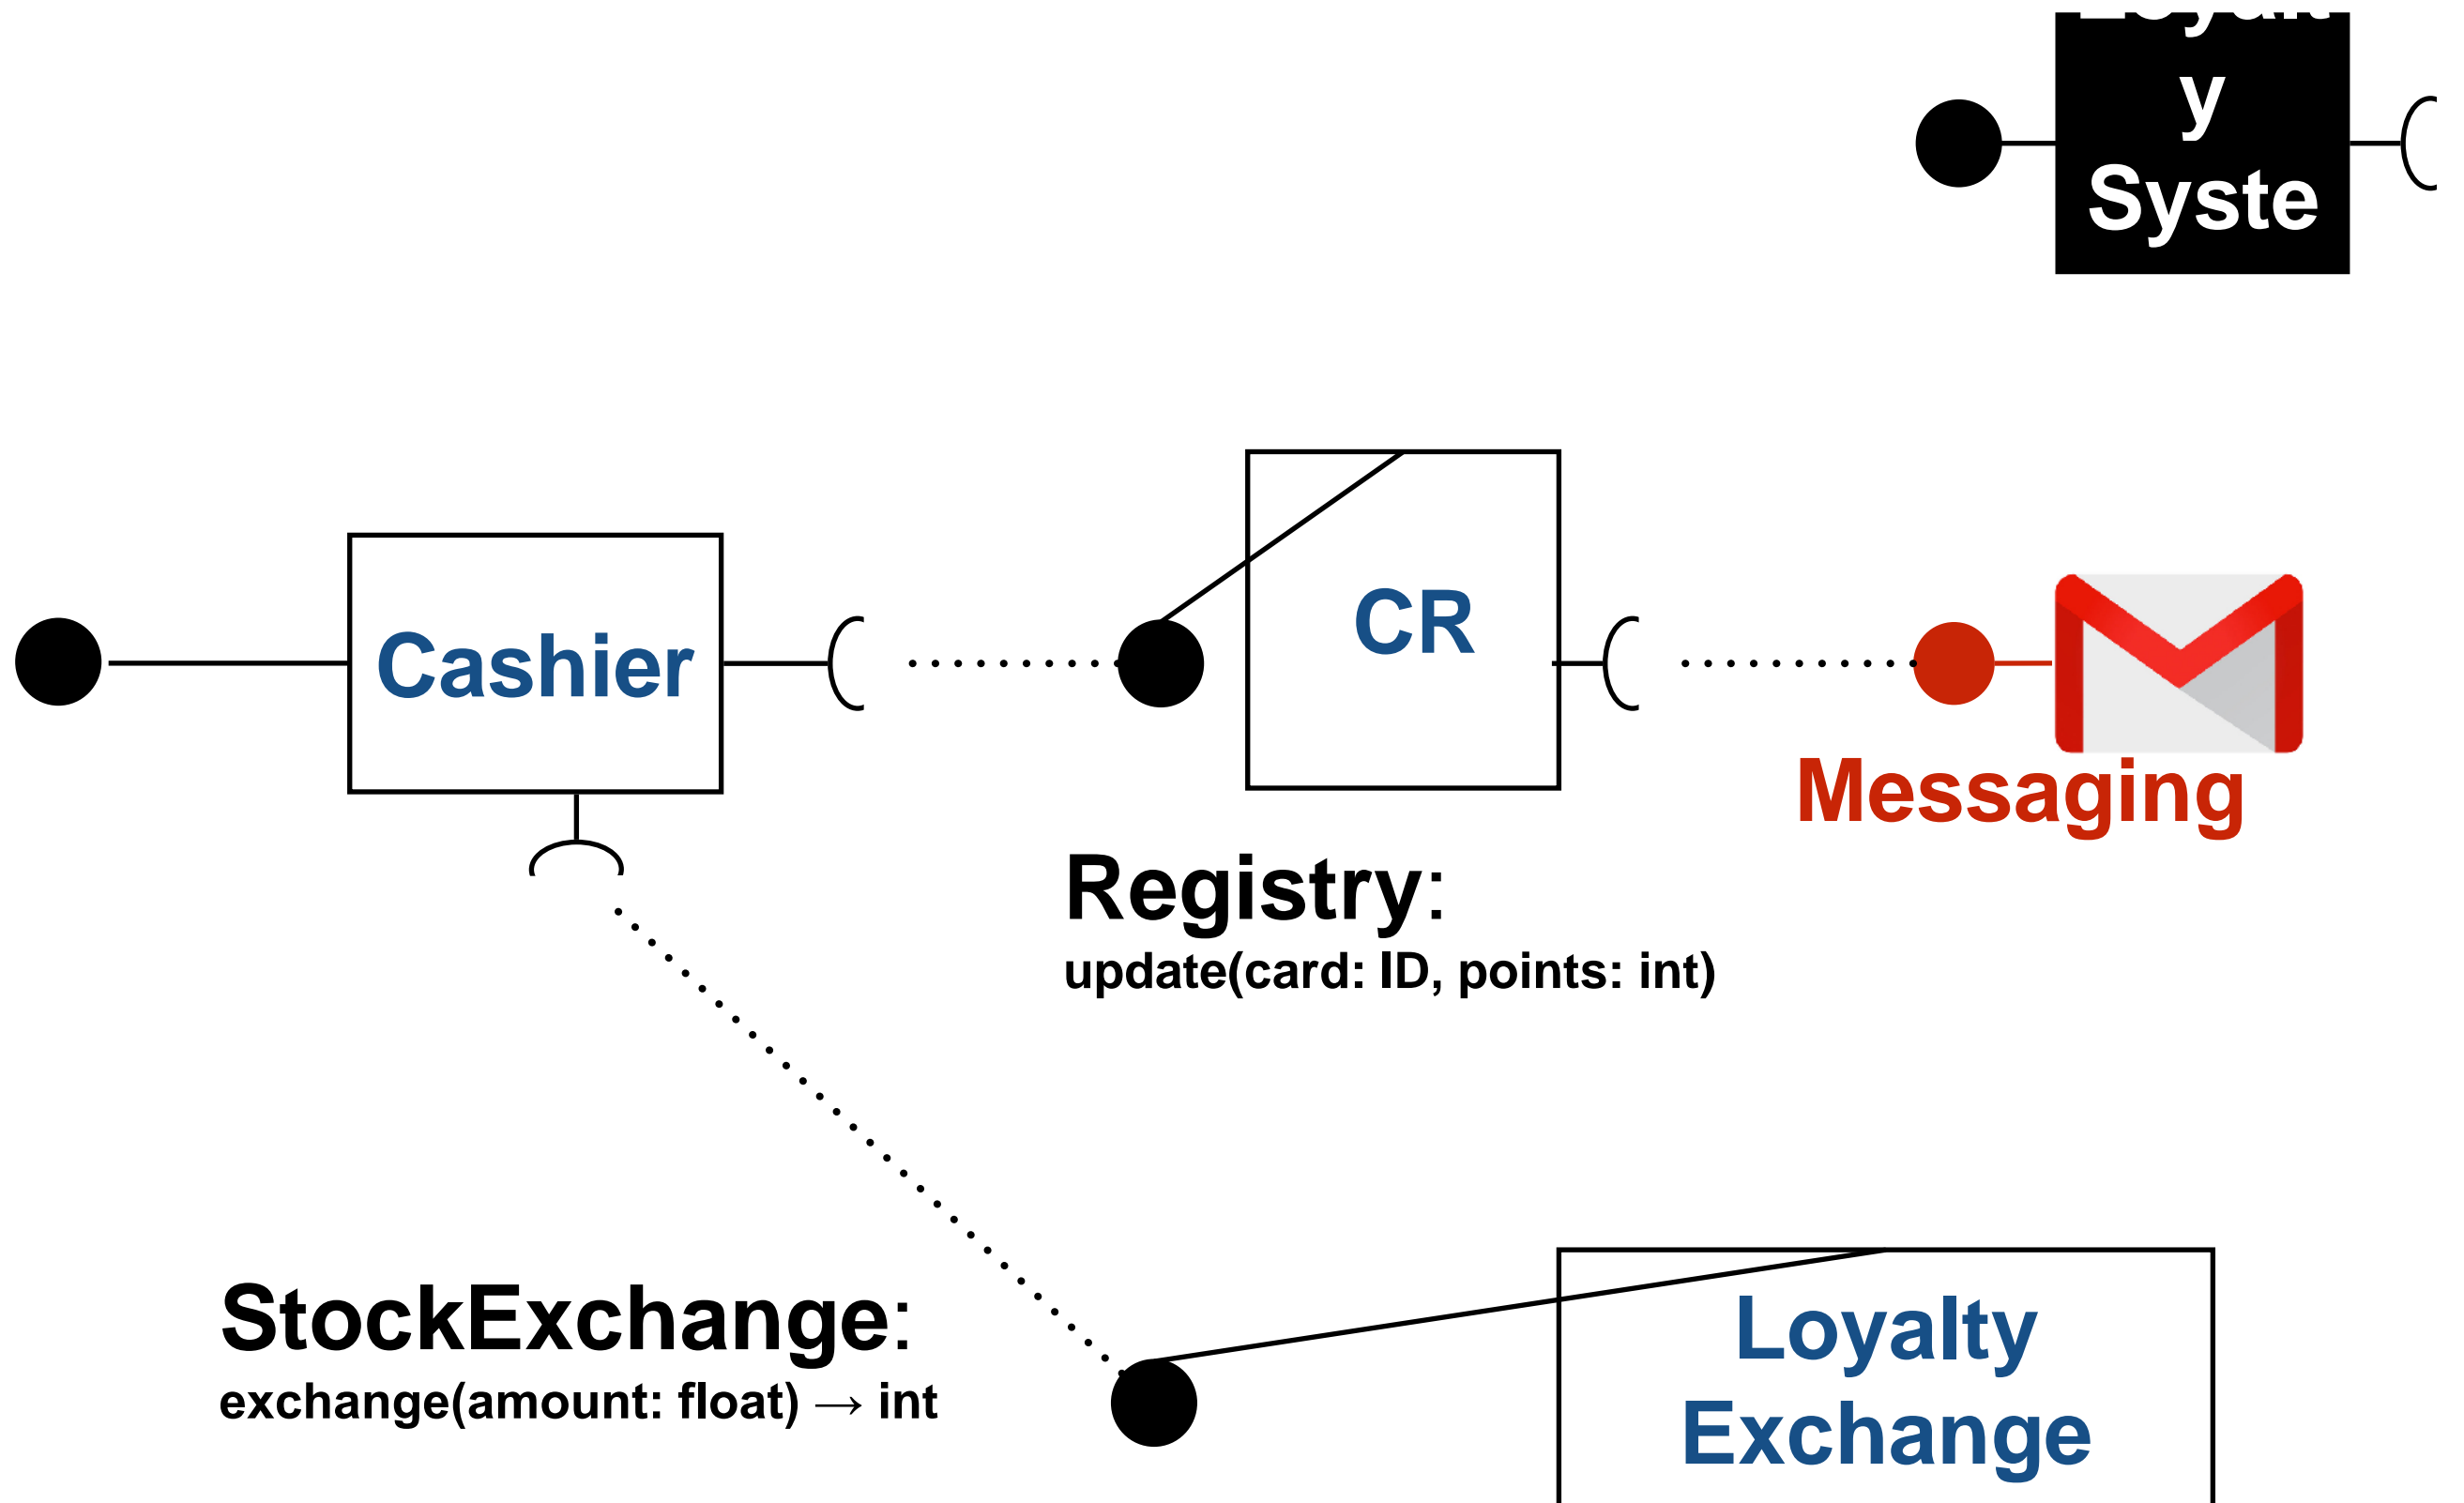 y
Syste
Cashier
CR
Messaging
Registry:
update(card: ID, points: int)
StockExchange:
exchange(amount: float) → int
Loyalty
Exchange